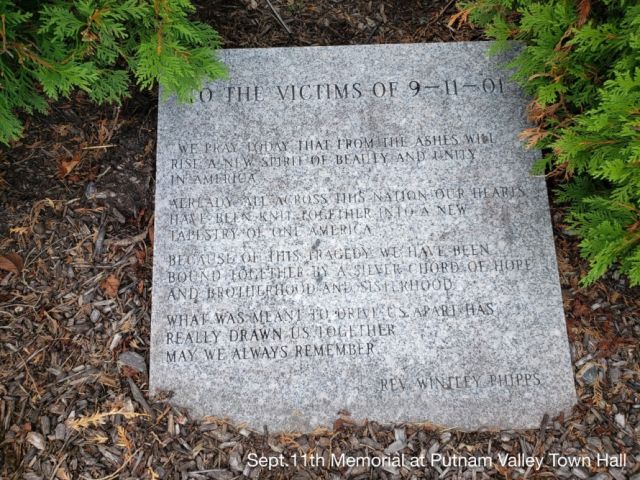 TO THE VICTIMS OF 9-11-01
WE PRAY TODAY THAT FROM THE ASHES WILL
RISE A NEW SPIRIT OF BEAUTY AND UNITY
IN AMERICA
ALREADY ALL ACROSS THIS NATION OUR HEARTS
HAVE BEEN KNIT TOGETHER INTO A NEW
TAPESTRY OF ONE AMERICA
BECAUSE OF THIS TRAGEDY WE HAVE BEEN
BOUND TOGETHER BY A SILVER CHORD OF HOPE
AND BROTHERHOOD AND SISTERHOOD
WHAT WAS MEANT TO DRIVE US APART HAS
REALLY DRAWN US TOGETHER
MAY WE ALWAYS REMEMBER
REV. WINTLEY PHIPPS
Sept.11th Memorial at Putnam Valley Town Hall